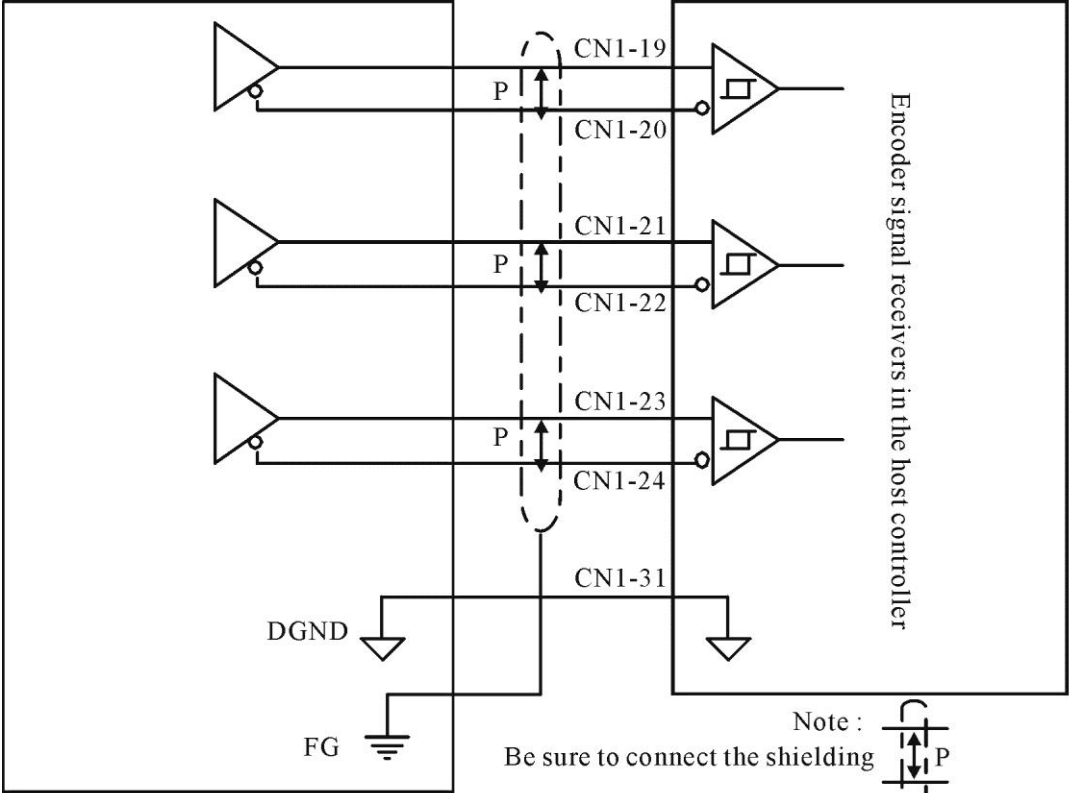 CN1-19
P
CN1-20
CN1-21
P
CN1-22
CN1-23
P
CN1-24
CN1-31
DGND
FG
Encoder signal receivers in the host controller
Note :
Be sure to connect the shielding
P